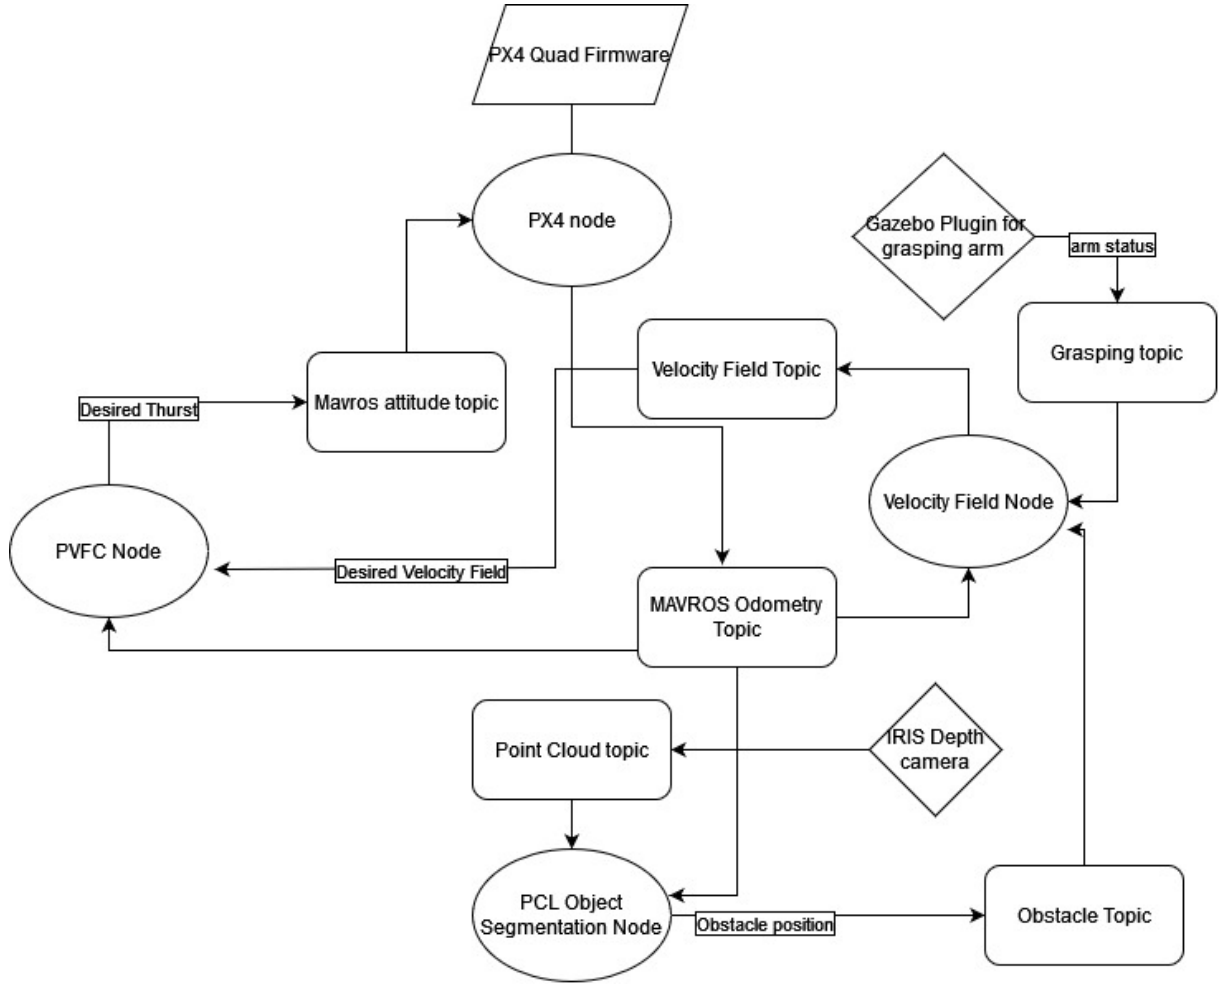 PX4 Quad Firmware
PX4 node
Gazebo Plugin for
grasping arm
arm status
Grasping topic
Velocity Field Topic
Mavros attitude topic
Desired Thurst
Velocity Field Node
PVFC Node
Desired Velocity Field
MAVROS Odometry
Topic
Point Cloud topic
IRIS Depth
camera
PCL Object
Segmentation Node
Obstacle position
Obstacle Topic